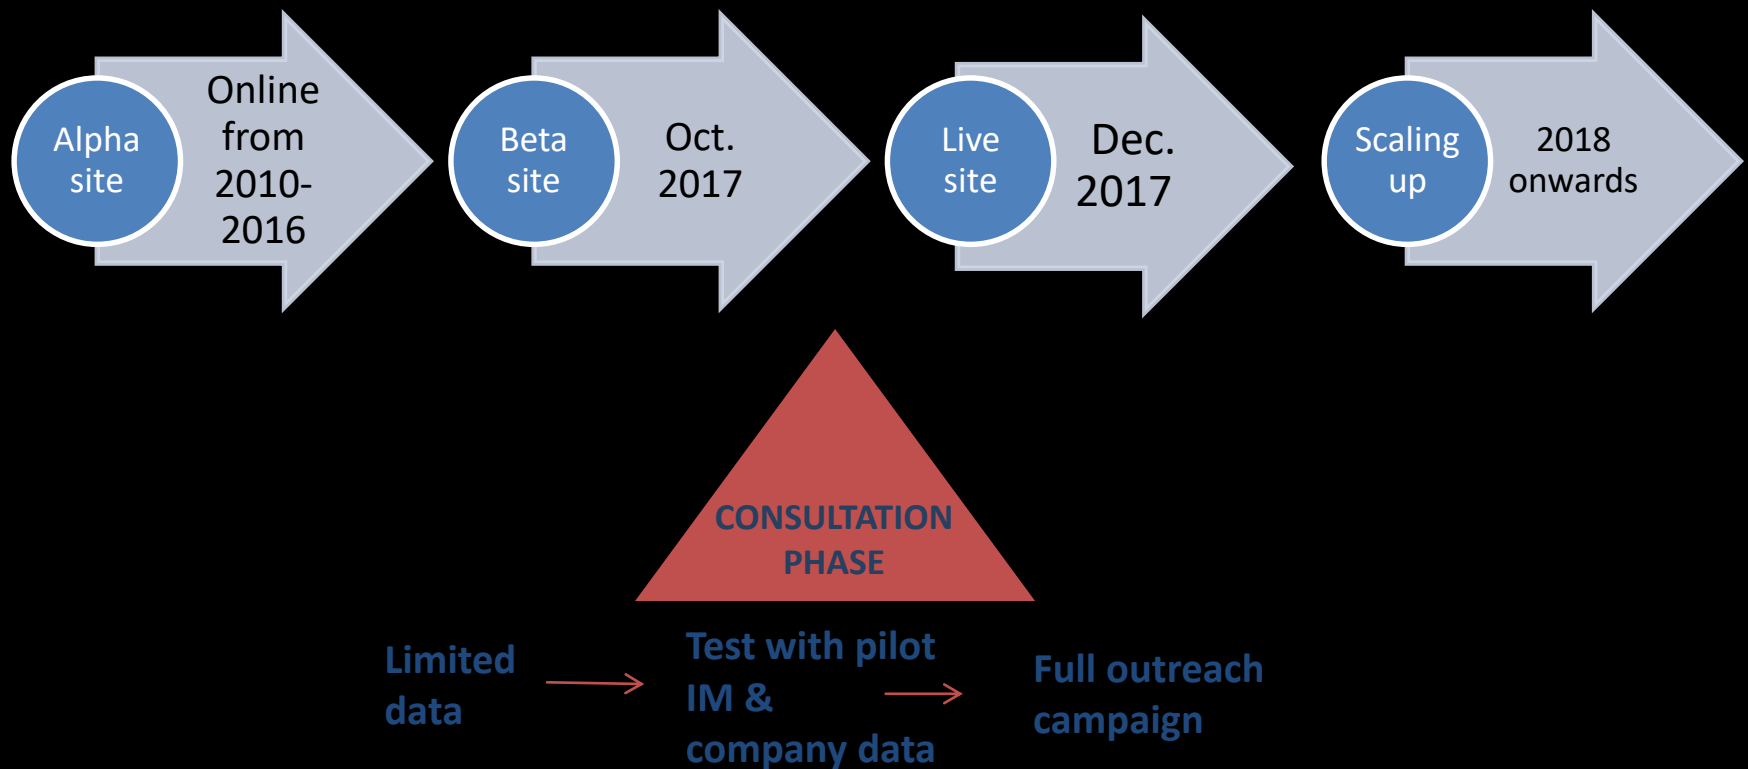 Alpha
site
Online
from
2010-
2016
Beta
site
Oct.
2017
Live
site
Dec.
2017
Scaling
up
2018
onwards
CONSULTATION
PHASE
Limited
data
Test with pilot
IM &
company data
Full outreach
campaign